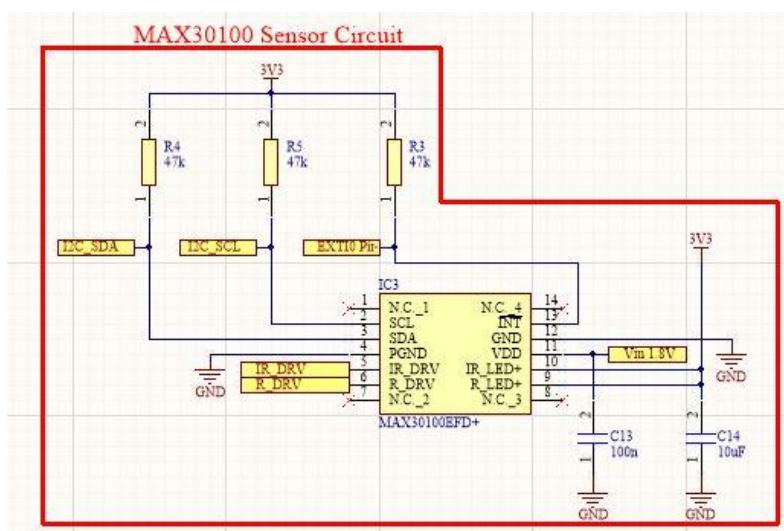 MAX30100 Sensor Circuit
3V3
2 2 2
R4 R5 R3
47k 47k 47k
1 1 1
I2C_SDA I2C_SCL EXTI0 Pin
3V3
IC3
1 N.C._1 N.C._4 14
2 SCL INT 13
3 SDA GND 12
4 PGND VDD 11 Vin 1.8V
IR_DRV 5 IR_DRV IR_LED+ 10
R_DRV 6 R_DRV R_LED+ 9
7 N.C._2 N.C._3 8
GND GND
MAX30100EFD+
2 2
C13 C14
100n 10uF
1 1
GND GND